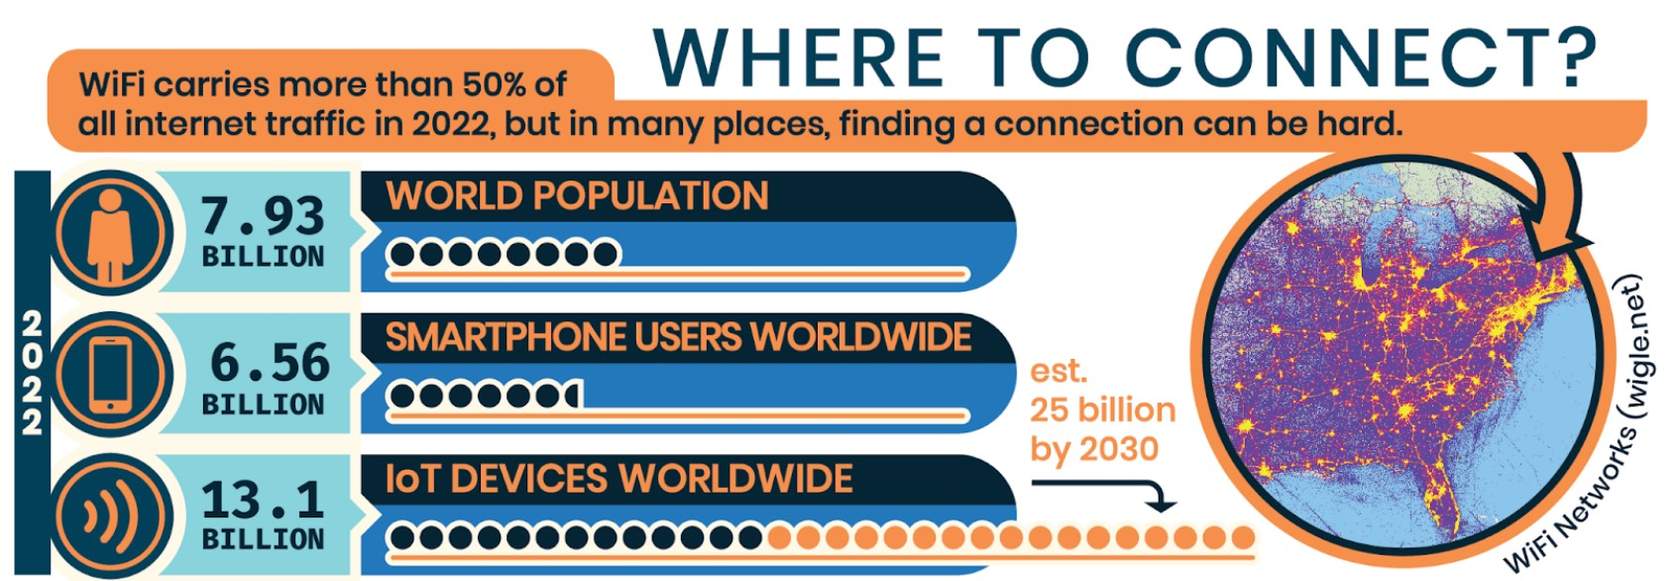 WHERE TO CONNECT?
WiFi carries more than 50% of
all internet traffic in 2022, but in many places, finding a connection can be hard.
2022
7.93
BILLION
WORLD POPULATION
6.56
BILLION
SMARTPHONE USERS WORLDWIDE
13.1
BILLION
IoT DEVICES WORLDWIDE
est.
25 billion
by 2030
WiFi Networks (wigle.net)